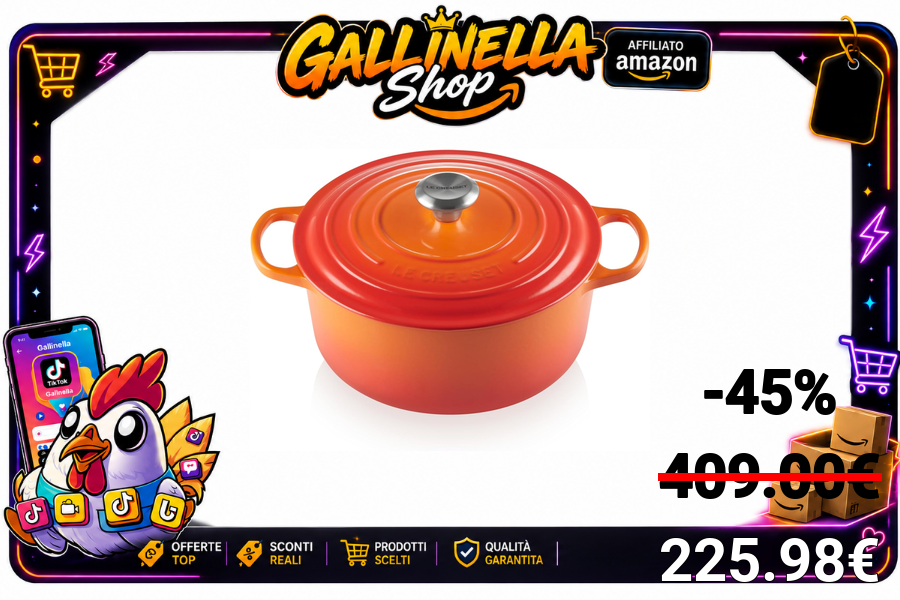 GALLINELLA
Shop
AFFILIATO
amazon
LE CREUSET
Gallinella
TikTok
Gallinella
-45%
409.00€
225.98€
OFFERTE
TOP
SCONTI
REALI
PRODOTTI
SCELTI
QUALITÀ
GARANTITA